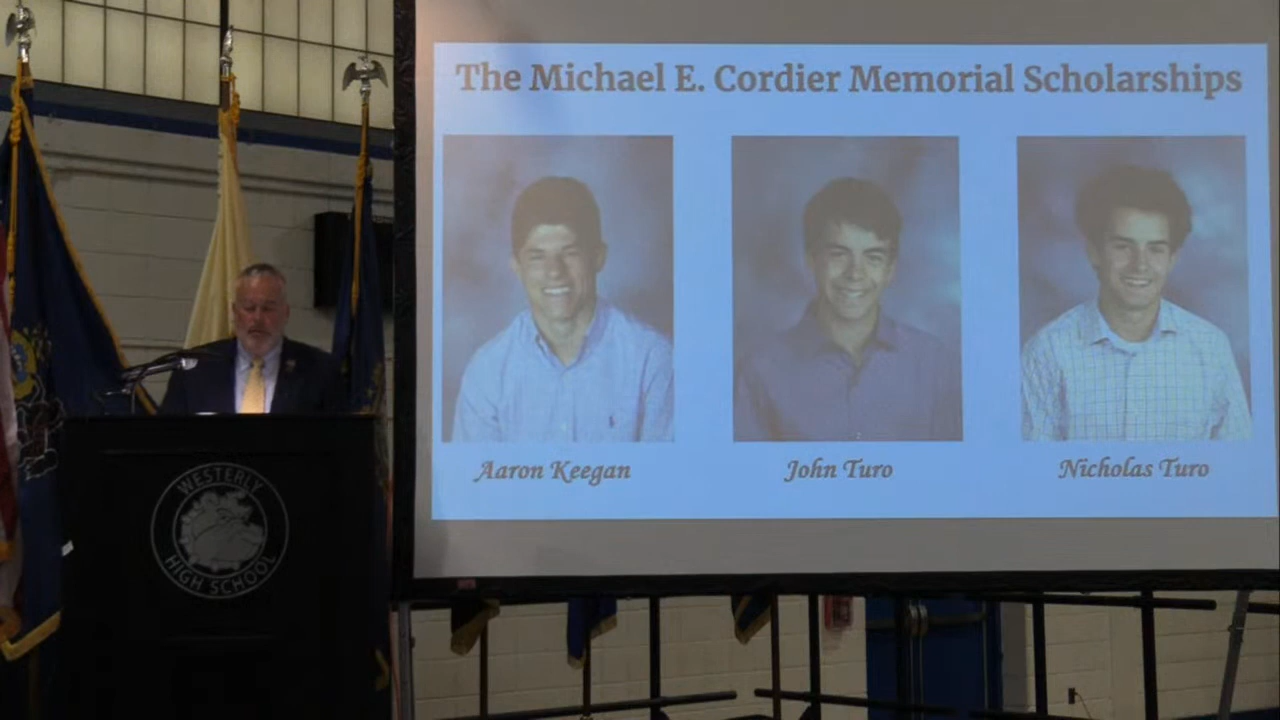 The Michael E. Cordier Memorial Scholarships
Aaron Keegan
John Turo
Nicholas Turo
WESTERLY
HIGH SCHOOL